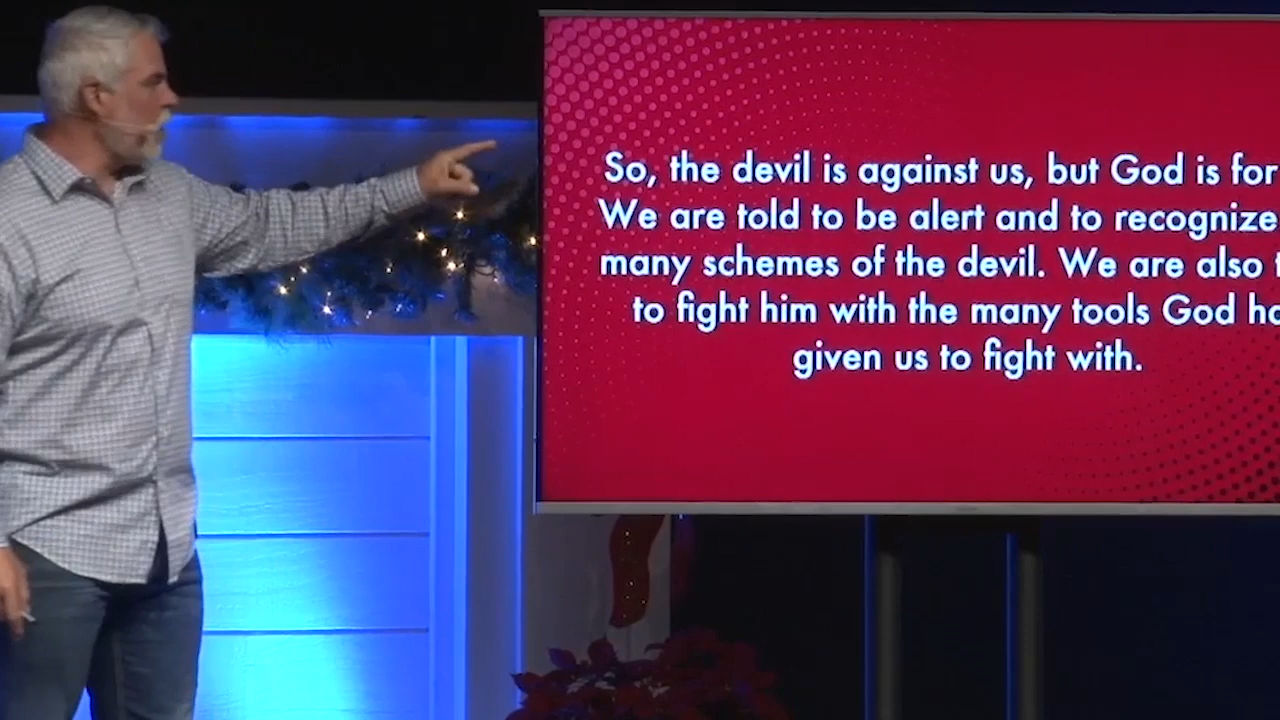 So, the devil is against us, but God is for
We are told to be alert and to recognize
many schemes of the devil. We are also
to fight him with the many tools God
given us to fight with.